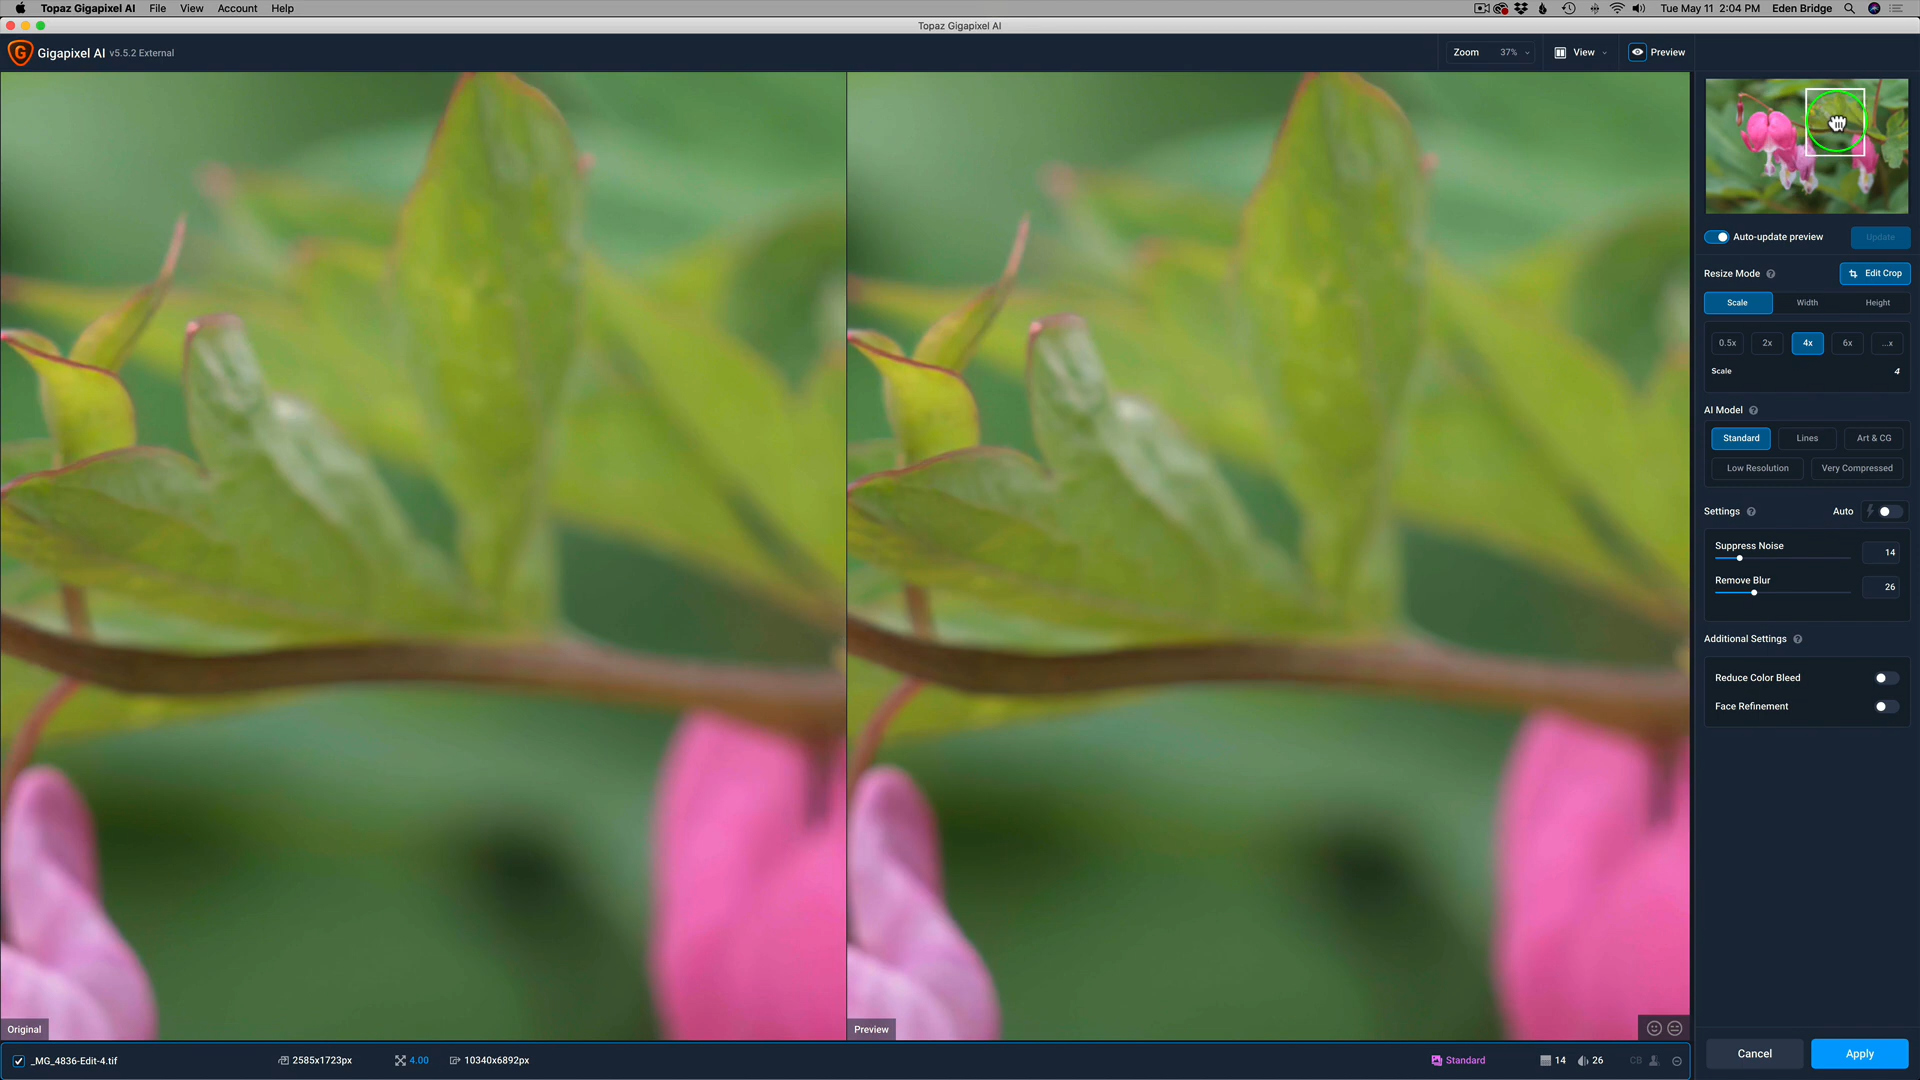 Topaz Gigapixel AI File View Account Help Tue May 11 2:04 PM Eden Bridge
Topaz Gigapixel AI
G Gigapixel AI v5.5.2 External Zoom 37% View Preview
Auto-update preview Update
Resize Mode ? Edit Crop
Scale Width Height
0.5x 2x 4x 6x ...x
Scale 4
AI Model ?
Standard Lines Art & CG
Low Resolution Very Compressed
Settings ? Auto
Suppress Noise 14
Remove Blur 26
Additional Settings ?
Reduce Color Bleed
Face Refinement
Original Preview
_MG_4836-Edit-4.tif 2585x1723px 4.00 10340x6892px Standard 14 26 CB
Cancel Apply